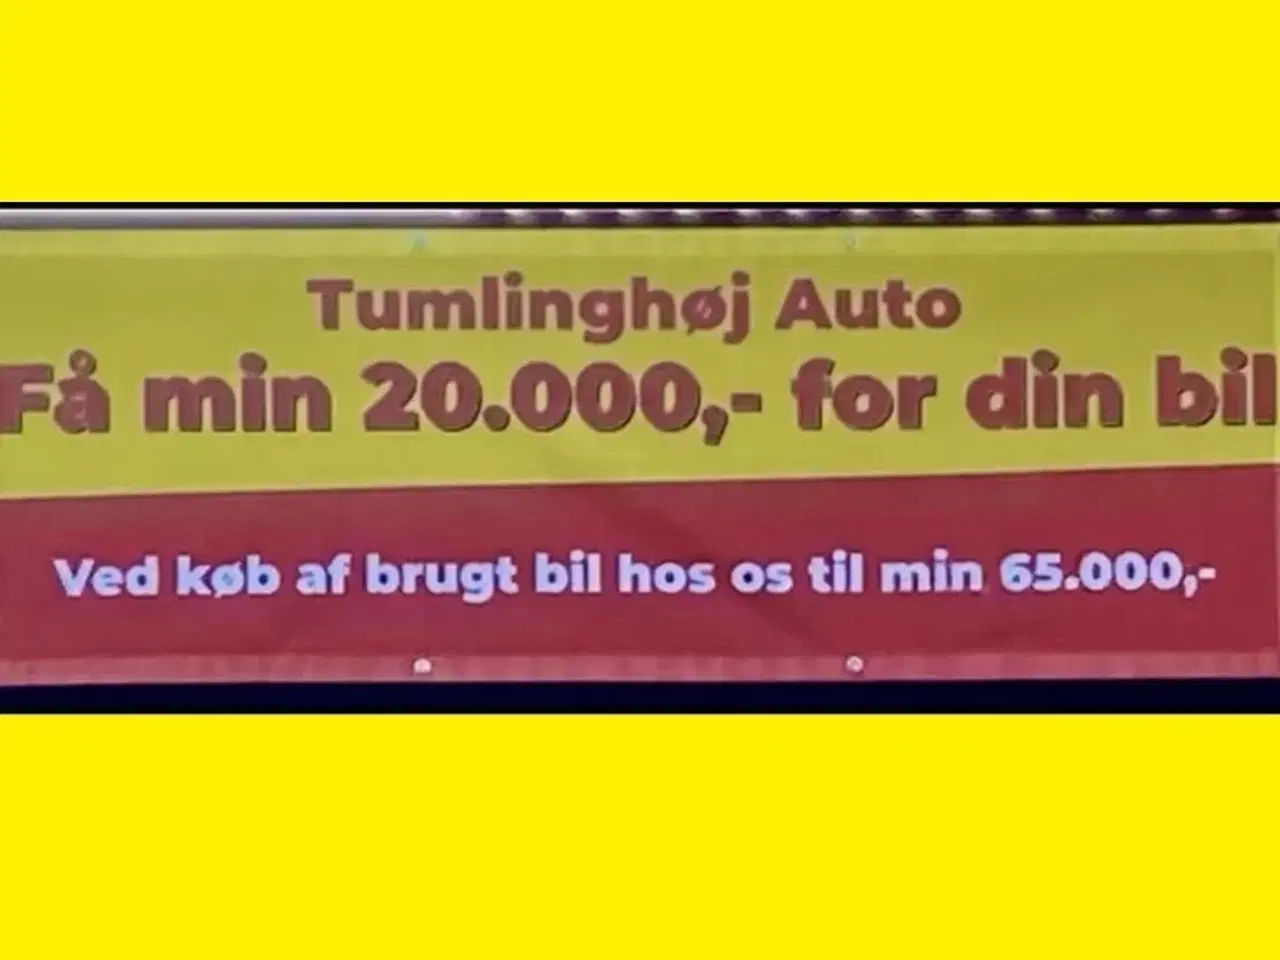 Tumlinghøj Auto
Få min 20.000,- for din bil
Ved køb af brugt bil hos os til min 65.000,-